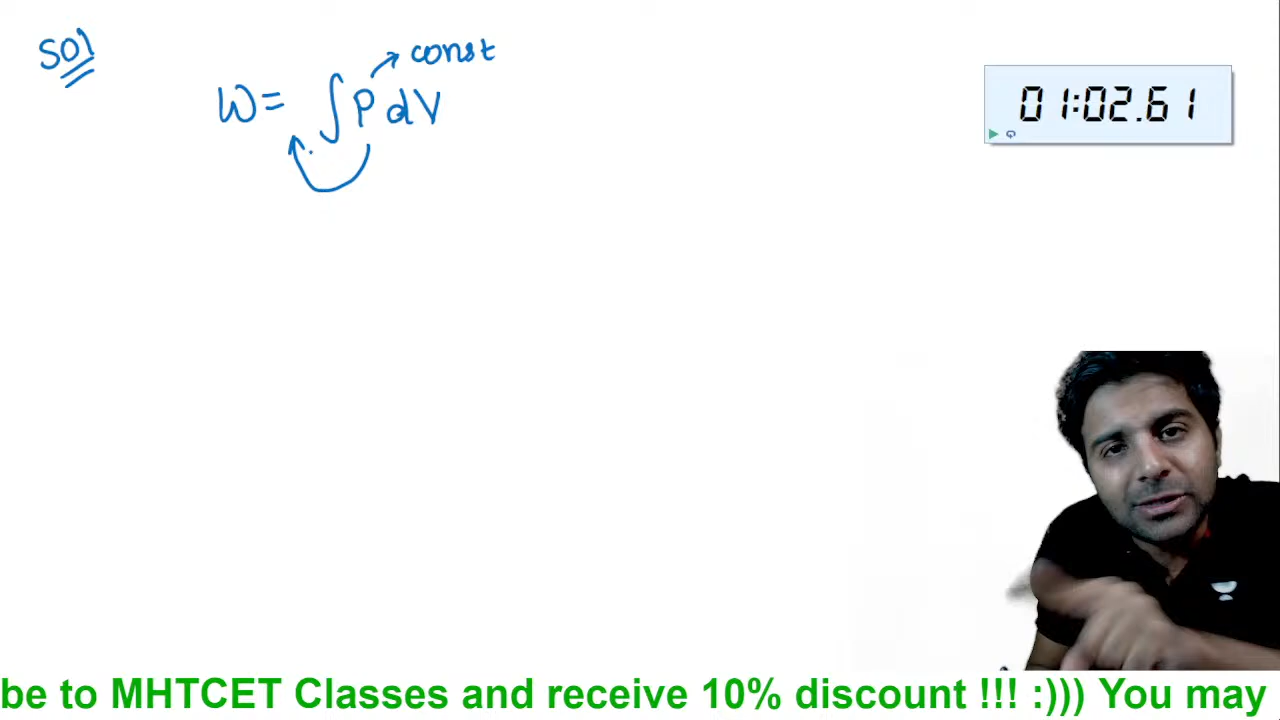 Sol
const
W = ∫ P dV
01:02.61
be to MHTCET Classes and receive 10% discount !!! :))) You may